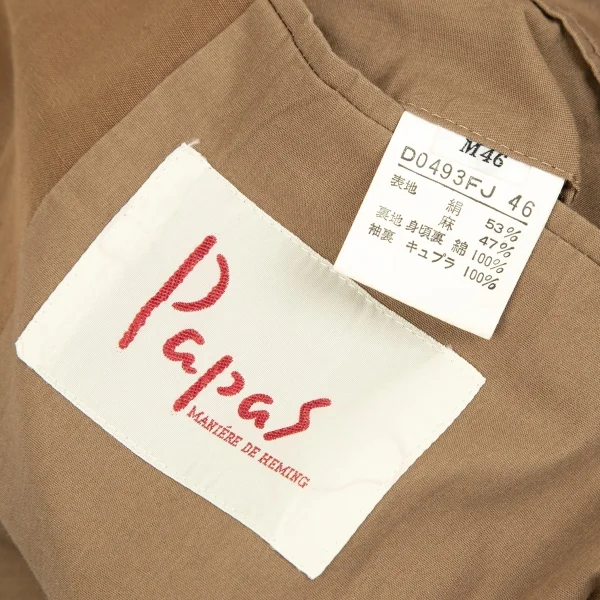 Papas
MANIÉRE DE HEMING
M46
D0493FJ 46
表地 絹 53%
麻 47%
裏地 身頃裏 綿 100%
袖裏 キュプラ 100%